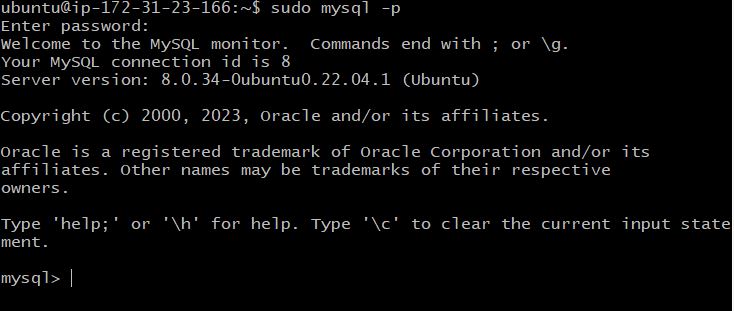 ubuntu@ip-172-31-23-166:~$ sudo mysql -p
Enter password:
Welcome to the MySQL monitor.  Commands end with ; or \g.
Your MySQL connection id is 8
Server version: 8.0.34-0ubuntu0.22.04.1 (Ubuntu)

Copyright (c) 2000, 2023, Oracle and/or its affiliates.

Oracle is a registered trademark of Oracle Corporation and/or its
affiliates. Other names may be trademarks of their respective
owners.

Type 'help;' or '\h' for help. Type '\c' to clear the current input state
ment.

mysql>